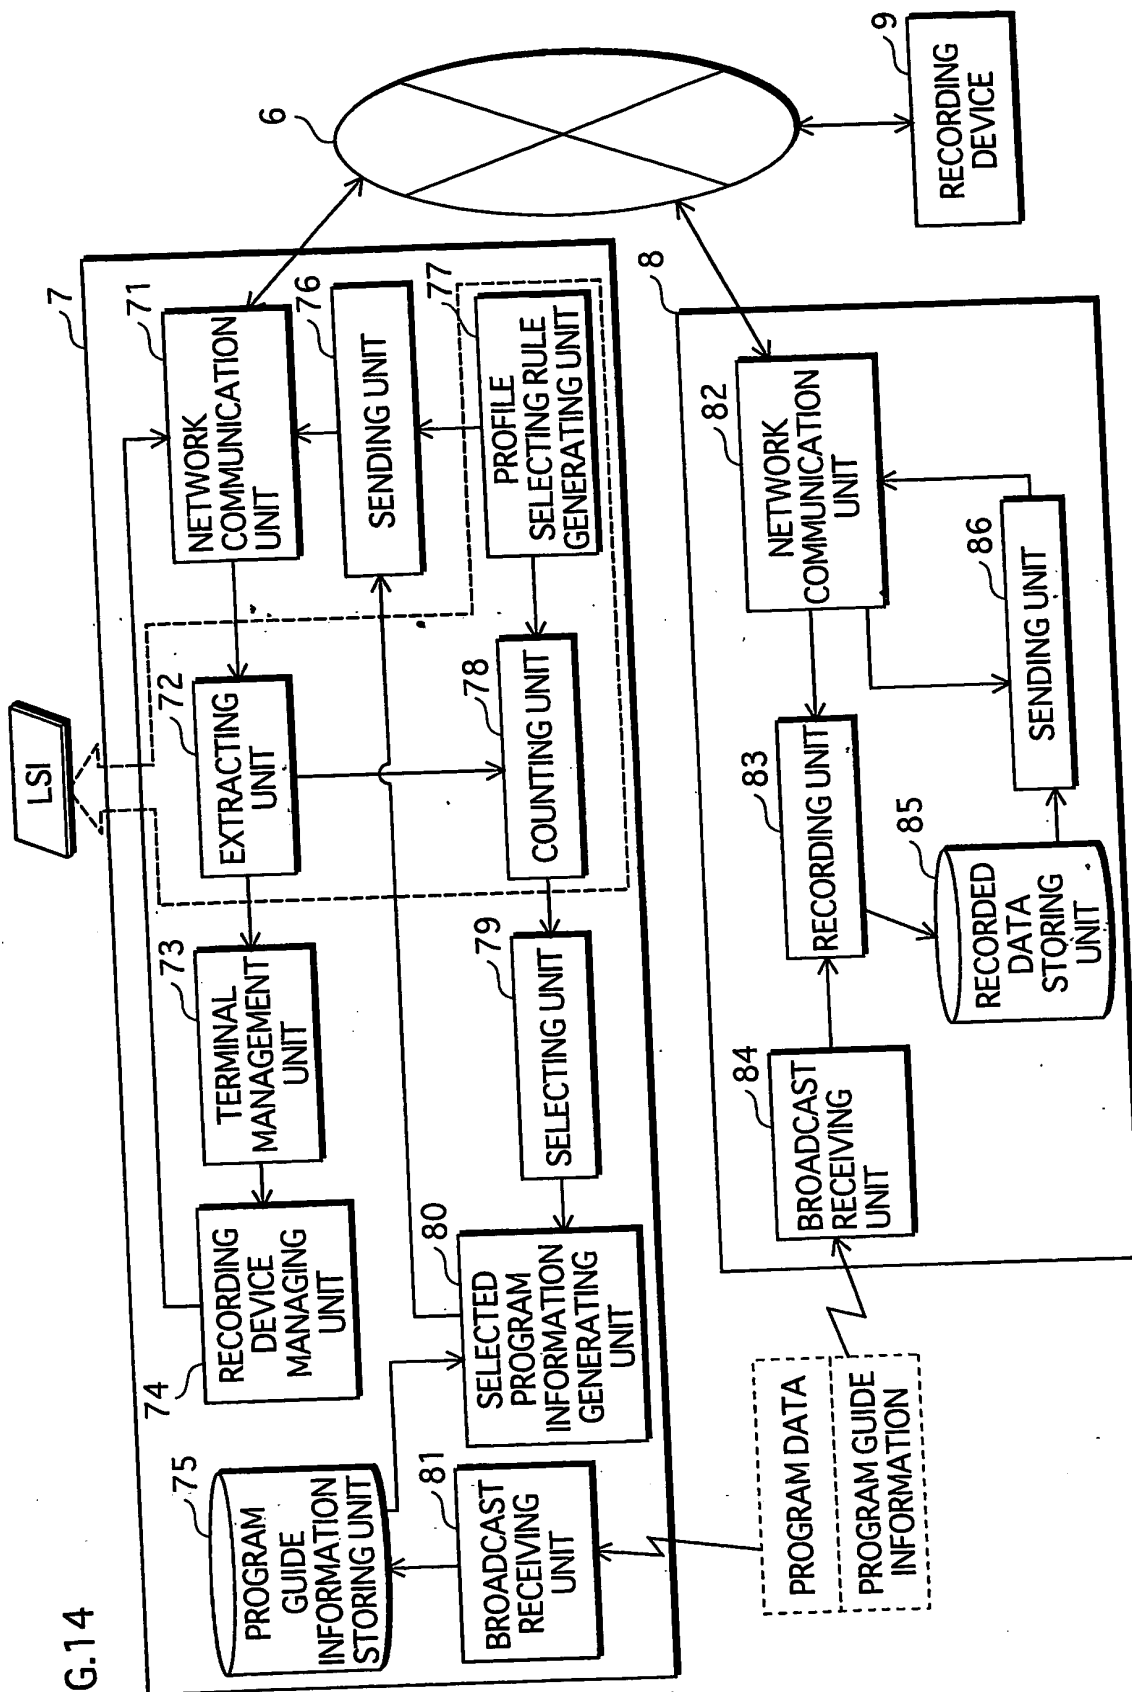 G.14
LSI
7
71
NETWORK
COMMUNICATION
UNIT
72
EXTRACTING
UNIT
73
TERMINAL
MANAGEMENT
UNIT
74
RECORDING
DEVICE
MANAGING
UNIT
75
PROGRAM
GUIDE
INFORMATION
STORING UNIT
76
SENDING UNIT
77
PROFILE
SELECTING RULE
GENERATING UNIT
78
COUNTING UNIT
79
SELECTING UNIT
80
SELECTED
PROGRAM
INFORMATION
GENERATING
UNIT
81
BROADCAST
RECEIVING
UNIT
6
8
82
NETWORK
COMMUNICATION
UNIT
83
RECORDING UNIT
84
BROADCAST
RECEIVING
UNIT
85
RECORDED
DATA
STORING
UNIT
86
SENDING UNIT
9
RECORDING
DEVICE
PROGRAM DATA
PROGRAM GUIDE
INFORMATION